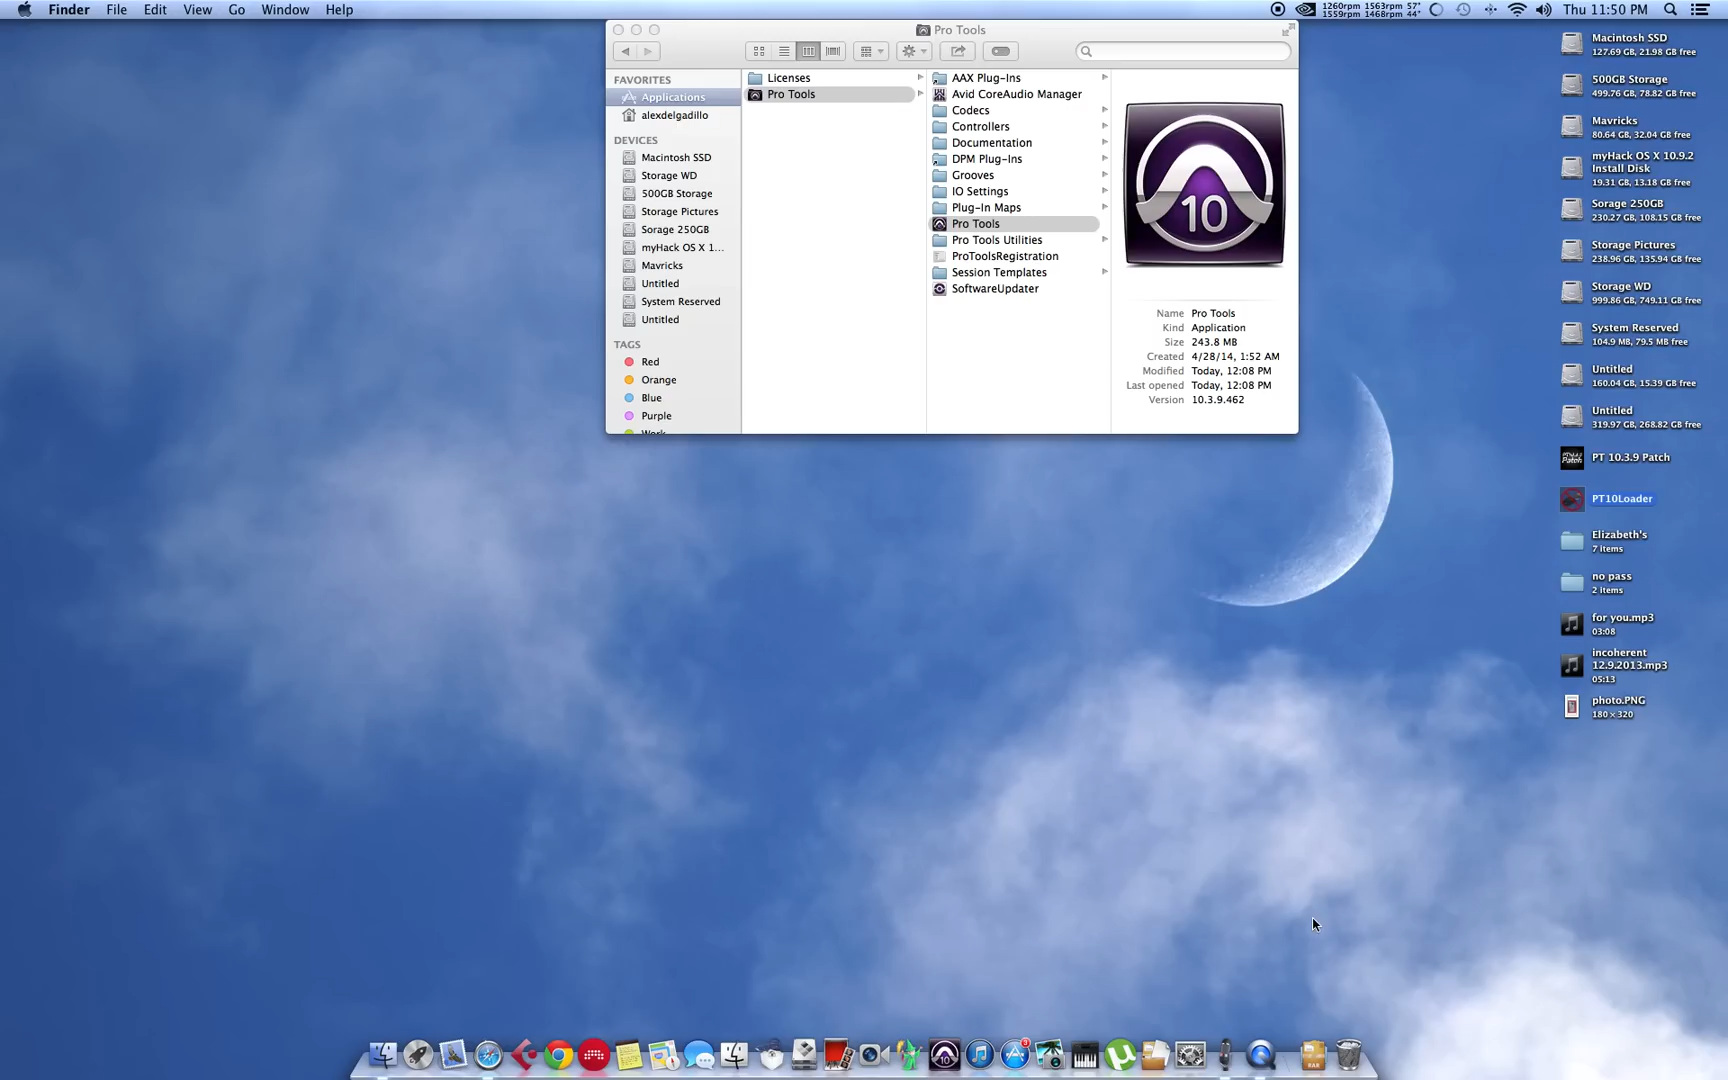 Finder File Edit View Go Window Help
1260rpm 1563rpm 57°
1559rpm 1468rpm 44°
Thu 11:50 PM
Pro Tools
FAVORITES
Applications
alexdelgadillo
DEVICES
Macintosh SSD
Storage WD
500GB Storage
Storage Pictures
Sorage 250GB
myHack OS X 1...
Mavricks
Untitled
System Reserved
Untitled
TAGS
Red
Orange
Blue
Purple
Work
Licenses
Pro Tools
AAX Plug-Ins
Avid CoreAudio Manager
Codecs
Controllers
Documentation
DPM Plug-Ins
Grooves
IO Settings
Plug-In Maps
Pro Tools
Pro Tools Utilities
ProToolsRegistration
Session Templates
SoftwareUpdater
10
Name Pro Tools
Kind Application
Size 243.8 MB
Created 4/28/14, 1:52 AM
Modified Today, 12:08 PM
Last opened Today, 12:08 PM
Version 10.3.9.462
Macintosh SSD
127.69 GB, 21.98 GB free
500GB Storage
499.76 GB, 78.82 GB free
Mavricks
80.64 GB, 32.04 GB free
myHack OS X 10.9.2
Install Disk
19.31 GB, 13.18 GB free
Sorage 250GB
230.27 GB, 108.15 GB free
Storage Pictures
238.96 GB, 135.94 GB free
Storage WD
999.86 GB, 749.11 GB free
System Reserved
104.9 MB, 79.5 MB free
Untitled
160.04 GB, 15.39 GB free
Untitled
319.97 GB, 268.82 GB free
PT 10.3.9 Patch
PT10Loader
Elizabeth's
7 items
no pass
2 items
for you.mp3
03:08
incoherent
12.9.2013.mp3
05:13
photo.PNG
180 × 320
10
3
RAR